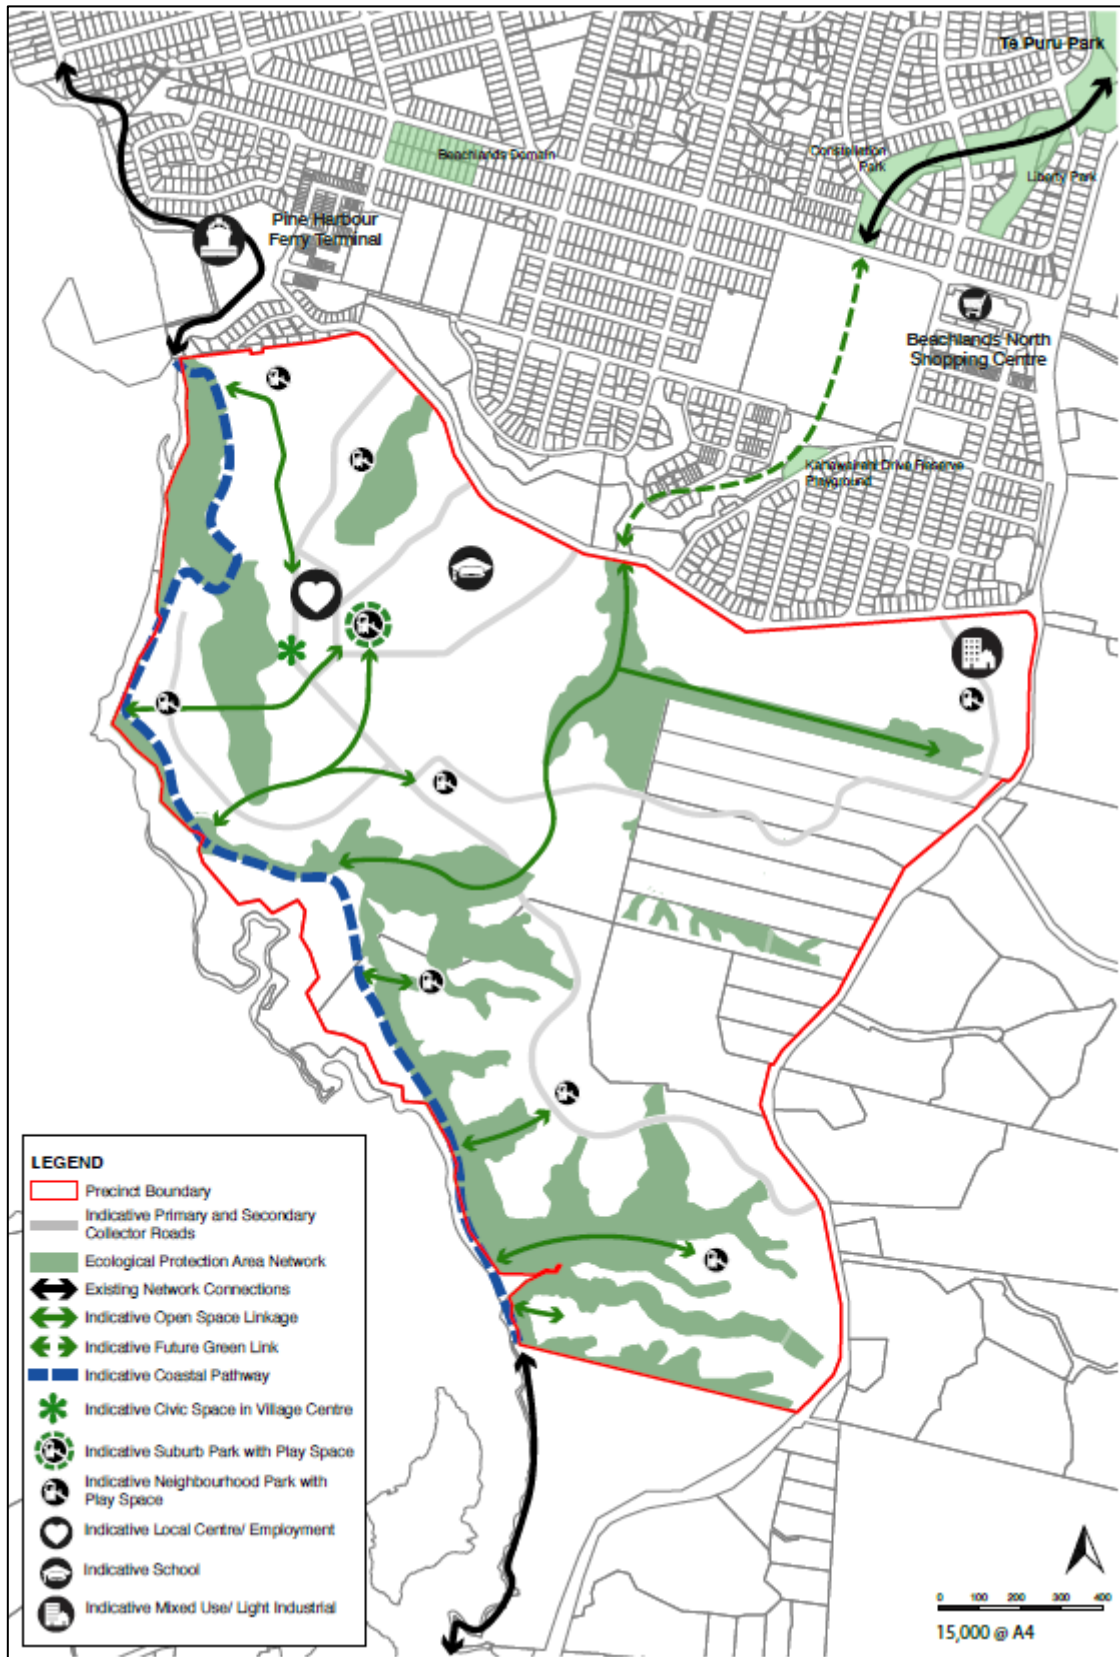 Te Puru Park
Beachlands Domain
Constellation
Park
Liberty Park
Pine Harbour
Ferry Terminal
Beachlands North
Shopping Centre
Kahawairahi Drive Reserve
Playground
LEGEND
Precinct Boundary
Indicative Primary and Secondary
Collector Roads
Ecological Protection Area Network
Existing Network Connections
Indicative Open Space Linkage
Indicative Future Green Link
Indicative Coastal Pathway
Indicative Civic Space in Village Centre
Indicative Suburb Park with Play Space
Indicative Neighbourhood Park with
Play Space
Indicative Local Centre/ Employment
Indicative School
Indicative Mixed Use/ Light Industrial
0 100 200 300 400
15,000 @ A4